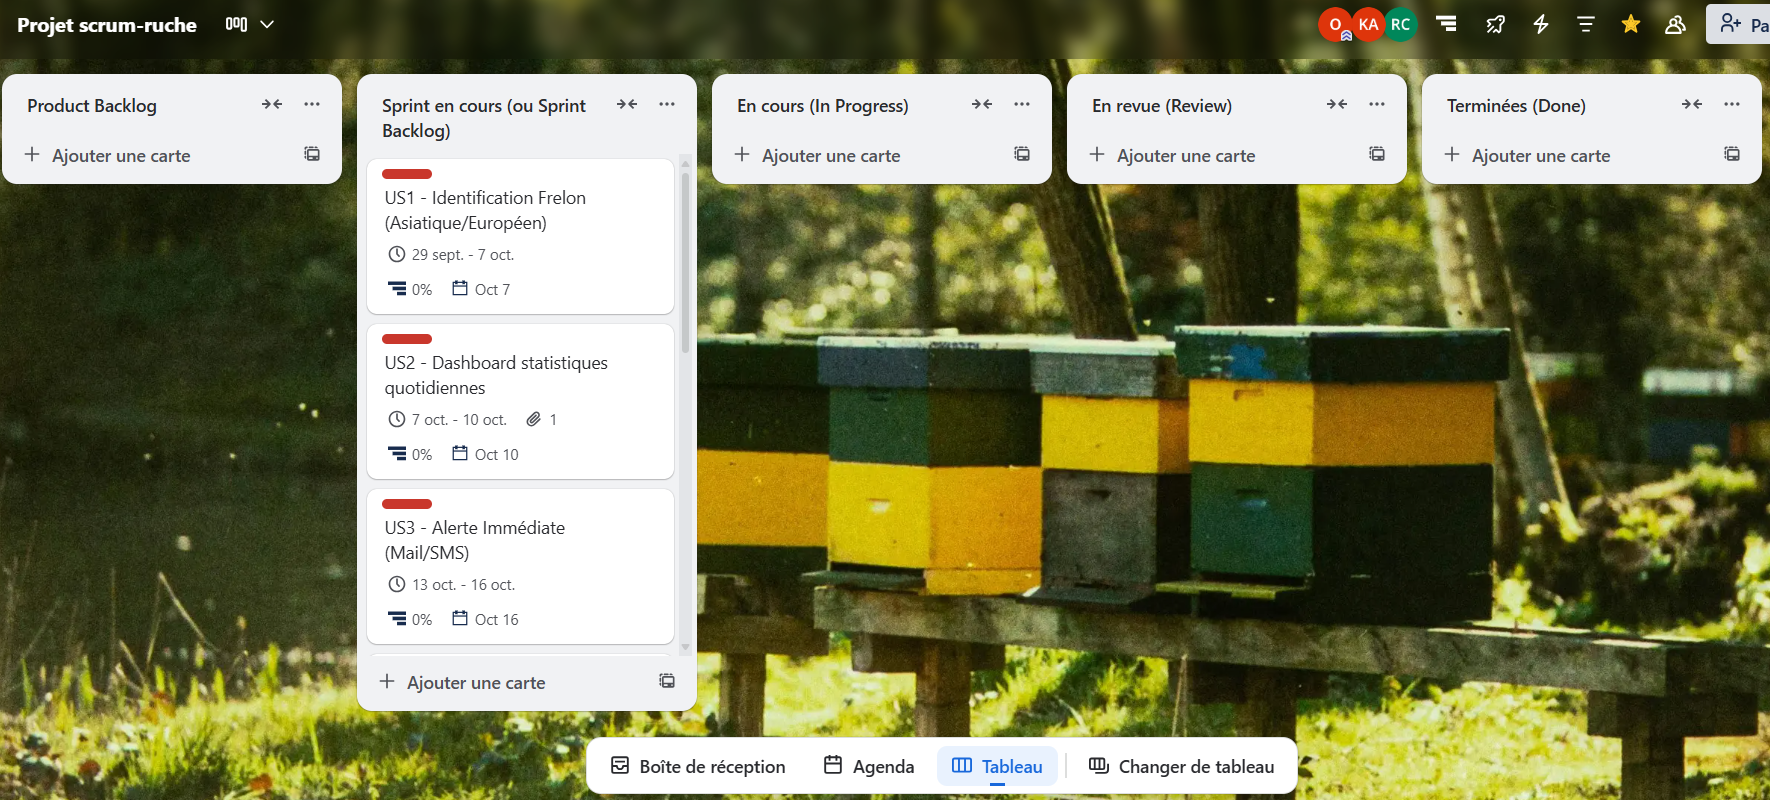 Projet scrum-ruche
O
KA
RC
Pa
Product Backlog
Ajouter une carte
Sprint en cours (ou Sprint
Backlog)
US1 - Identification Frelon
(Asiatique/Européen)
29 sept. - 7 oct.
0% Oct 7
US2 - Dashboard statistiques
quotidiennes
7 oct. - 10 oct. 1
0% Oct 10
US3 - Alerte Immédiate
(Mail/SMS)
13 oct. - 16 oct.
0% Oct 16
Ajouter une carte
En cours (In Progress)
Ajouter une carte
En revue (Review)
Ajouter une carte
Terminées (Done)
Ajouter une carte
Boîte de réception
Agenda
Tableau
Changer de tableau